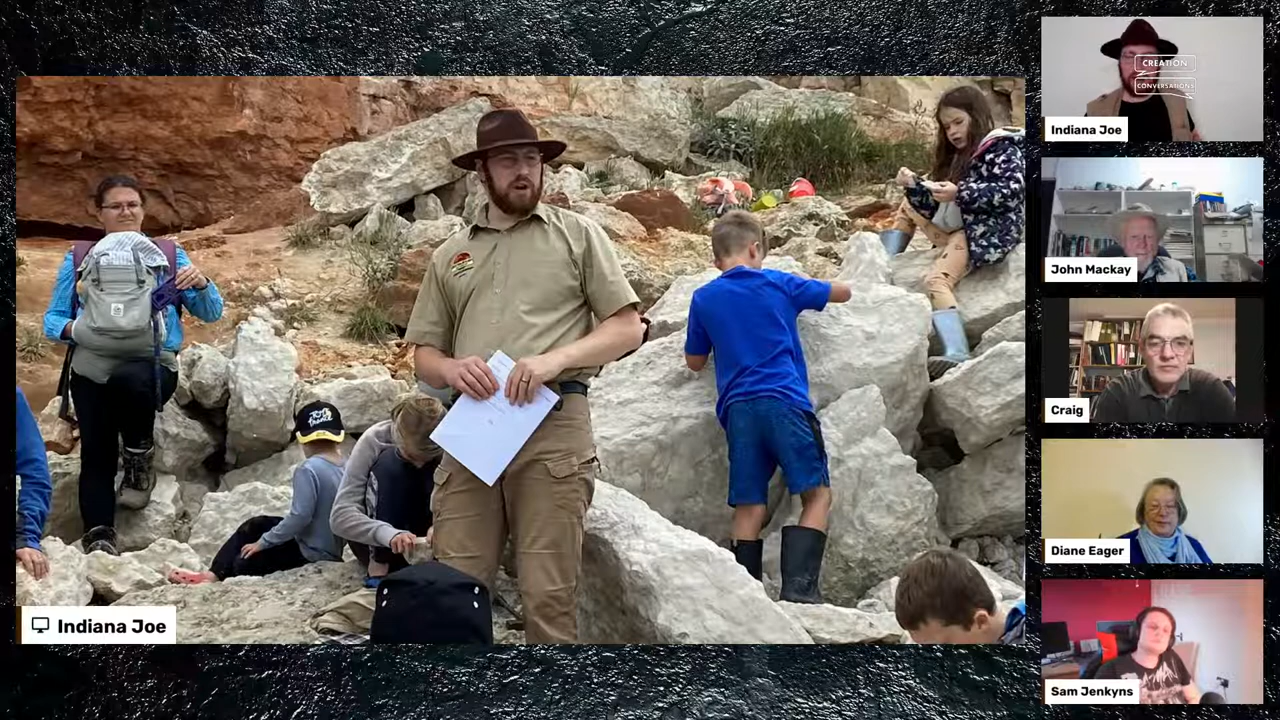 Indiana Joe
CREATION
CONVERSATIONS
Indiana Joe
John Mackay
Craig
Diane Eager
Sam Jenkyns